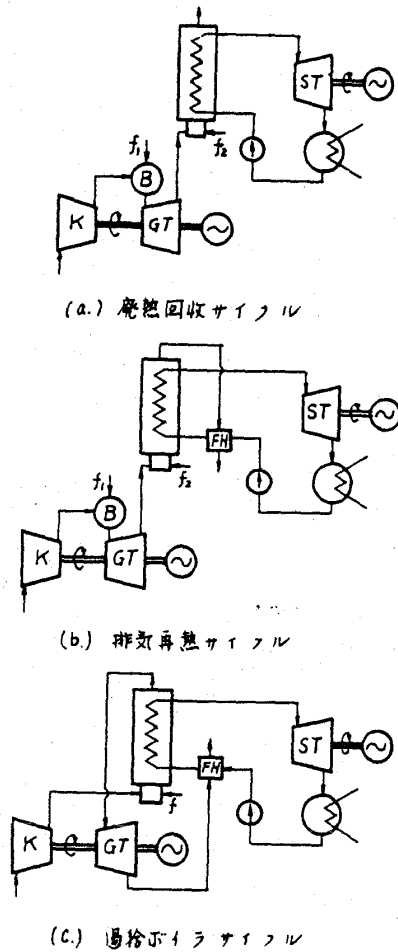 ST
f₂
f₁
B
K
GT
(a.) 廃熱回収サイクル
ST
FH
f₂
f₁
B
K
GT
(b.) 排気再熱サイクル
ST
FH
f
K
GT
(c.) 過給ボイラサイクル